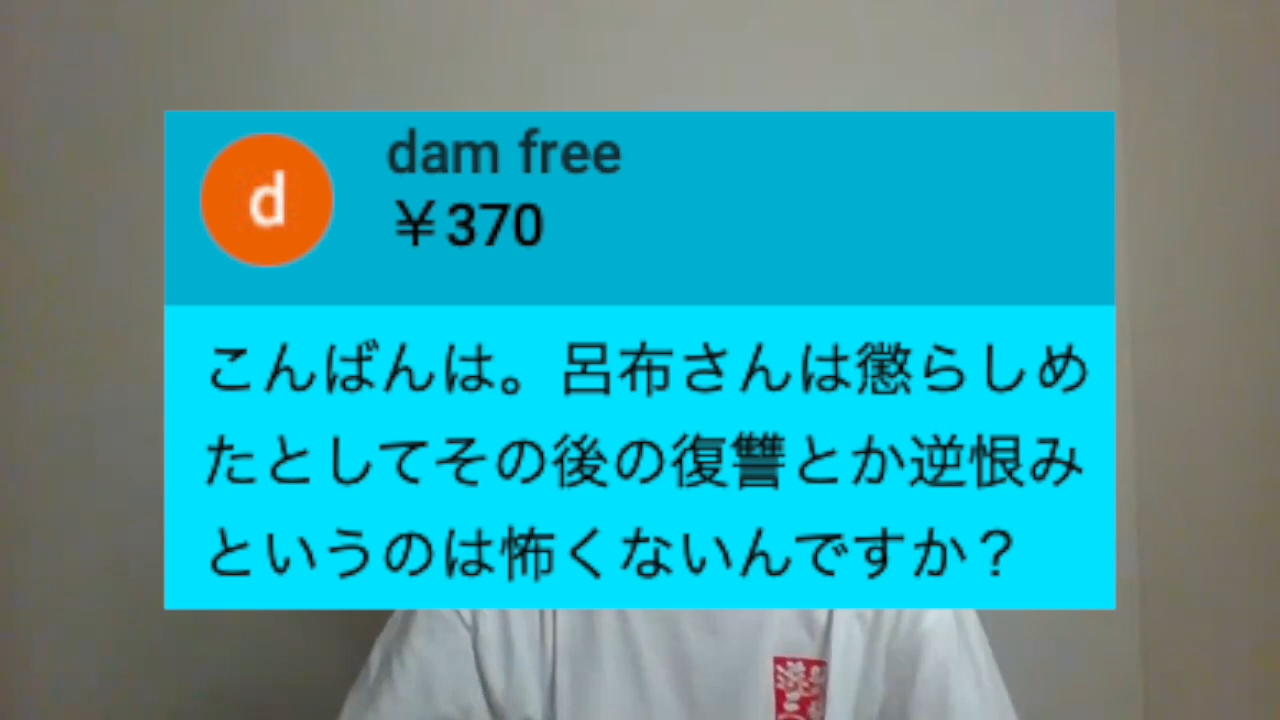 d
dam free
￥370
こんばんは。呂布さんは懲らしめ
たとしてその後の復讐とか逆恨み
というのは怖くないんですか？